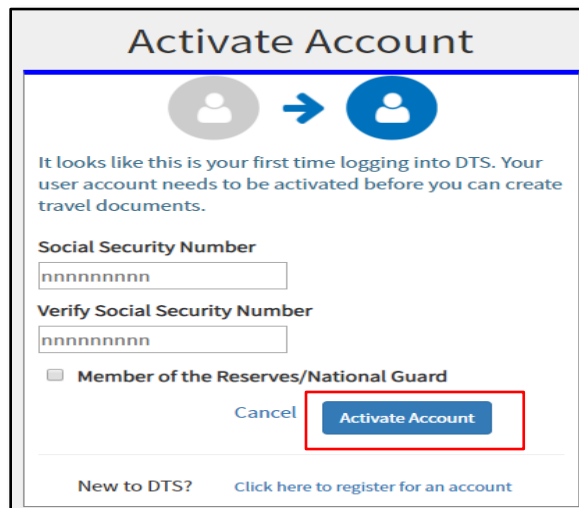 Activate Account
It looks like this is your first time logging into DTS. Your
user account needs to be activated before you can create
travel documents.
Social Security Number
nnnnnnnnn
Verify Social Security Number
nnnnnnnnn
Member of the Reserves/National Guard
Cancel Activate Account
New to DTS? Click here to register for an account